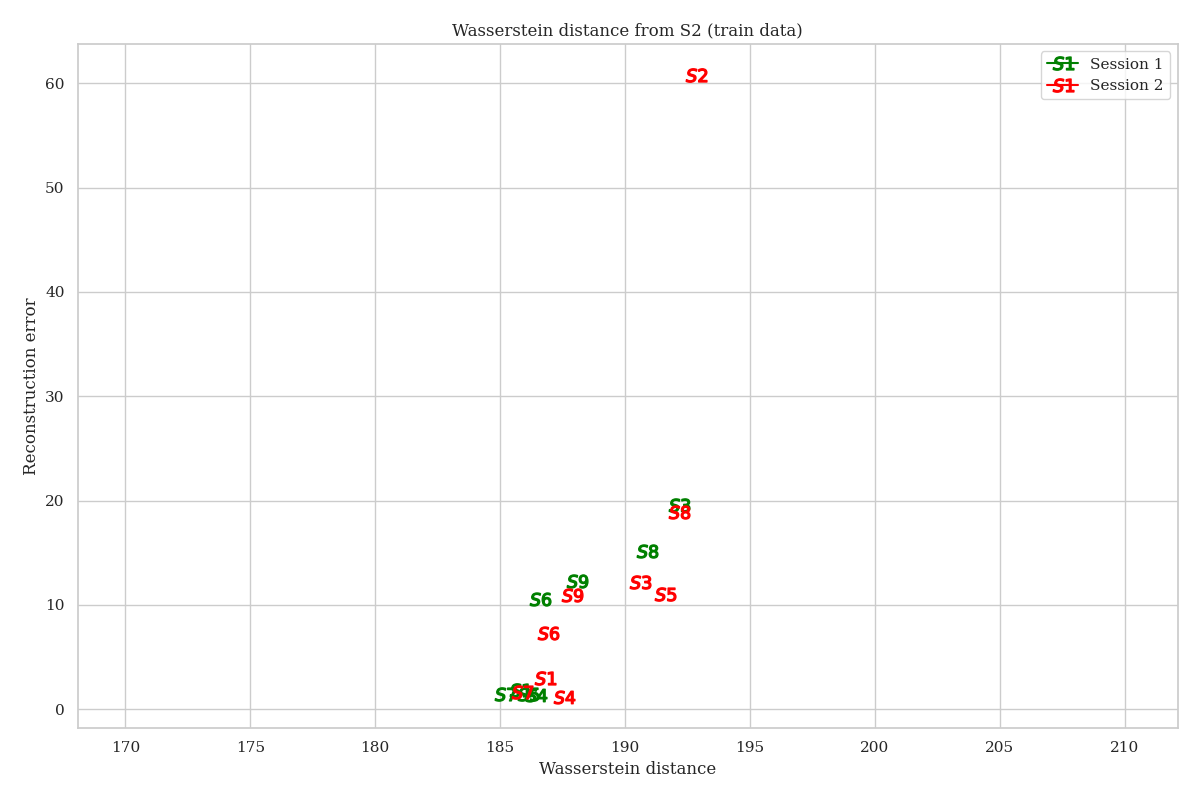 Wasserstein distance from S2 (train data)
S1 Session 1
S1 Session 2
Reconstruction error
60
50
40
30
20
10
0
S2
S3
S8
S8
S3
S5
S9
S9
S6
S6
S1
S4
S7
S4
170 175 180 185 190 195 200 205 210
Wasserstein distance